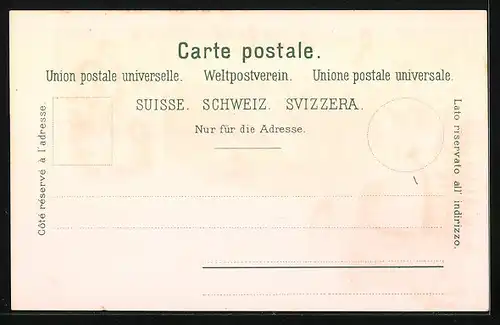 Carte postale.
Union postale universelle. Weltpostverein. Unione postale universale.
SUISSE. SCHWEIZ. SVIZZERA.
Nur für die Adresse.
Côté réservé à l'adresse.
Lato riservato all' indirizzo.